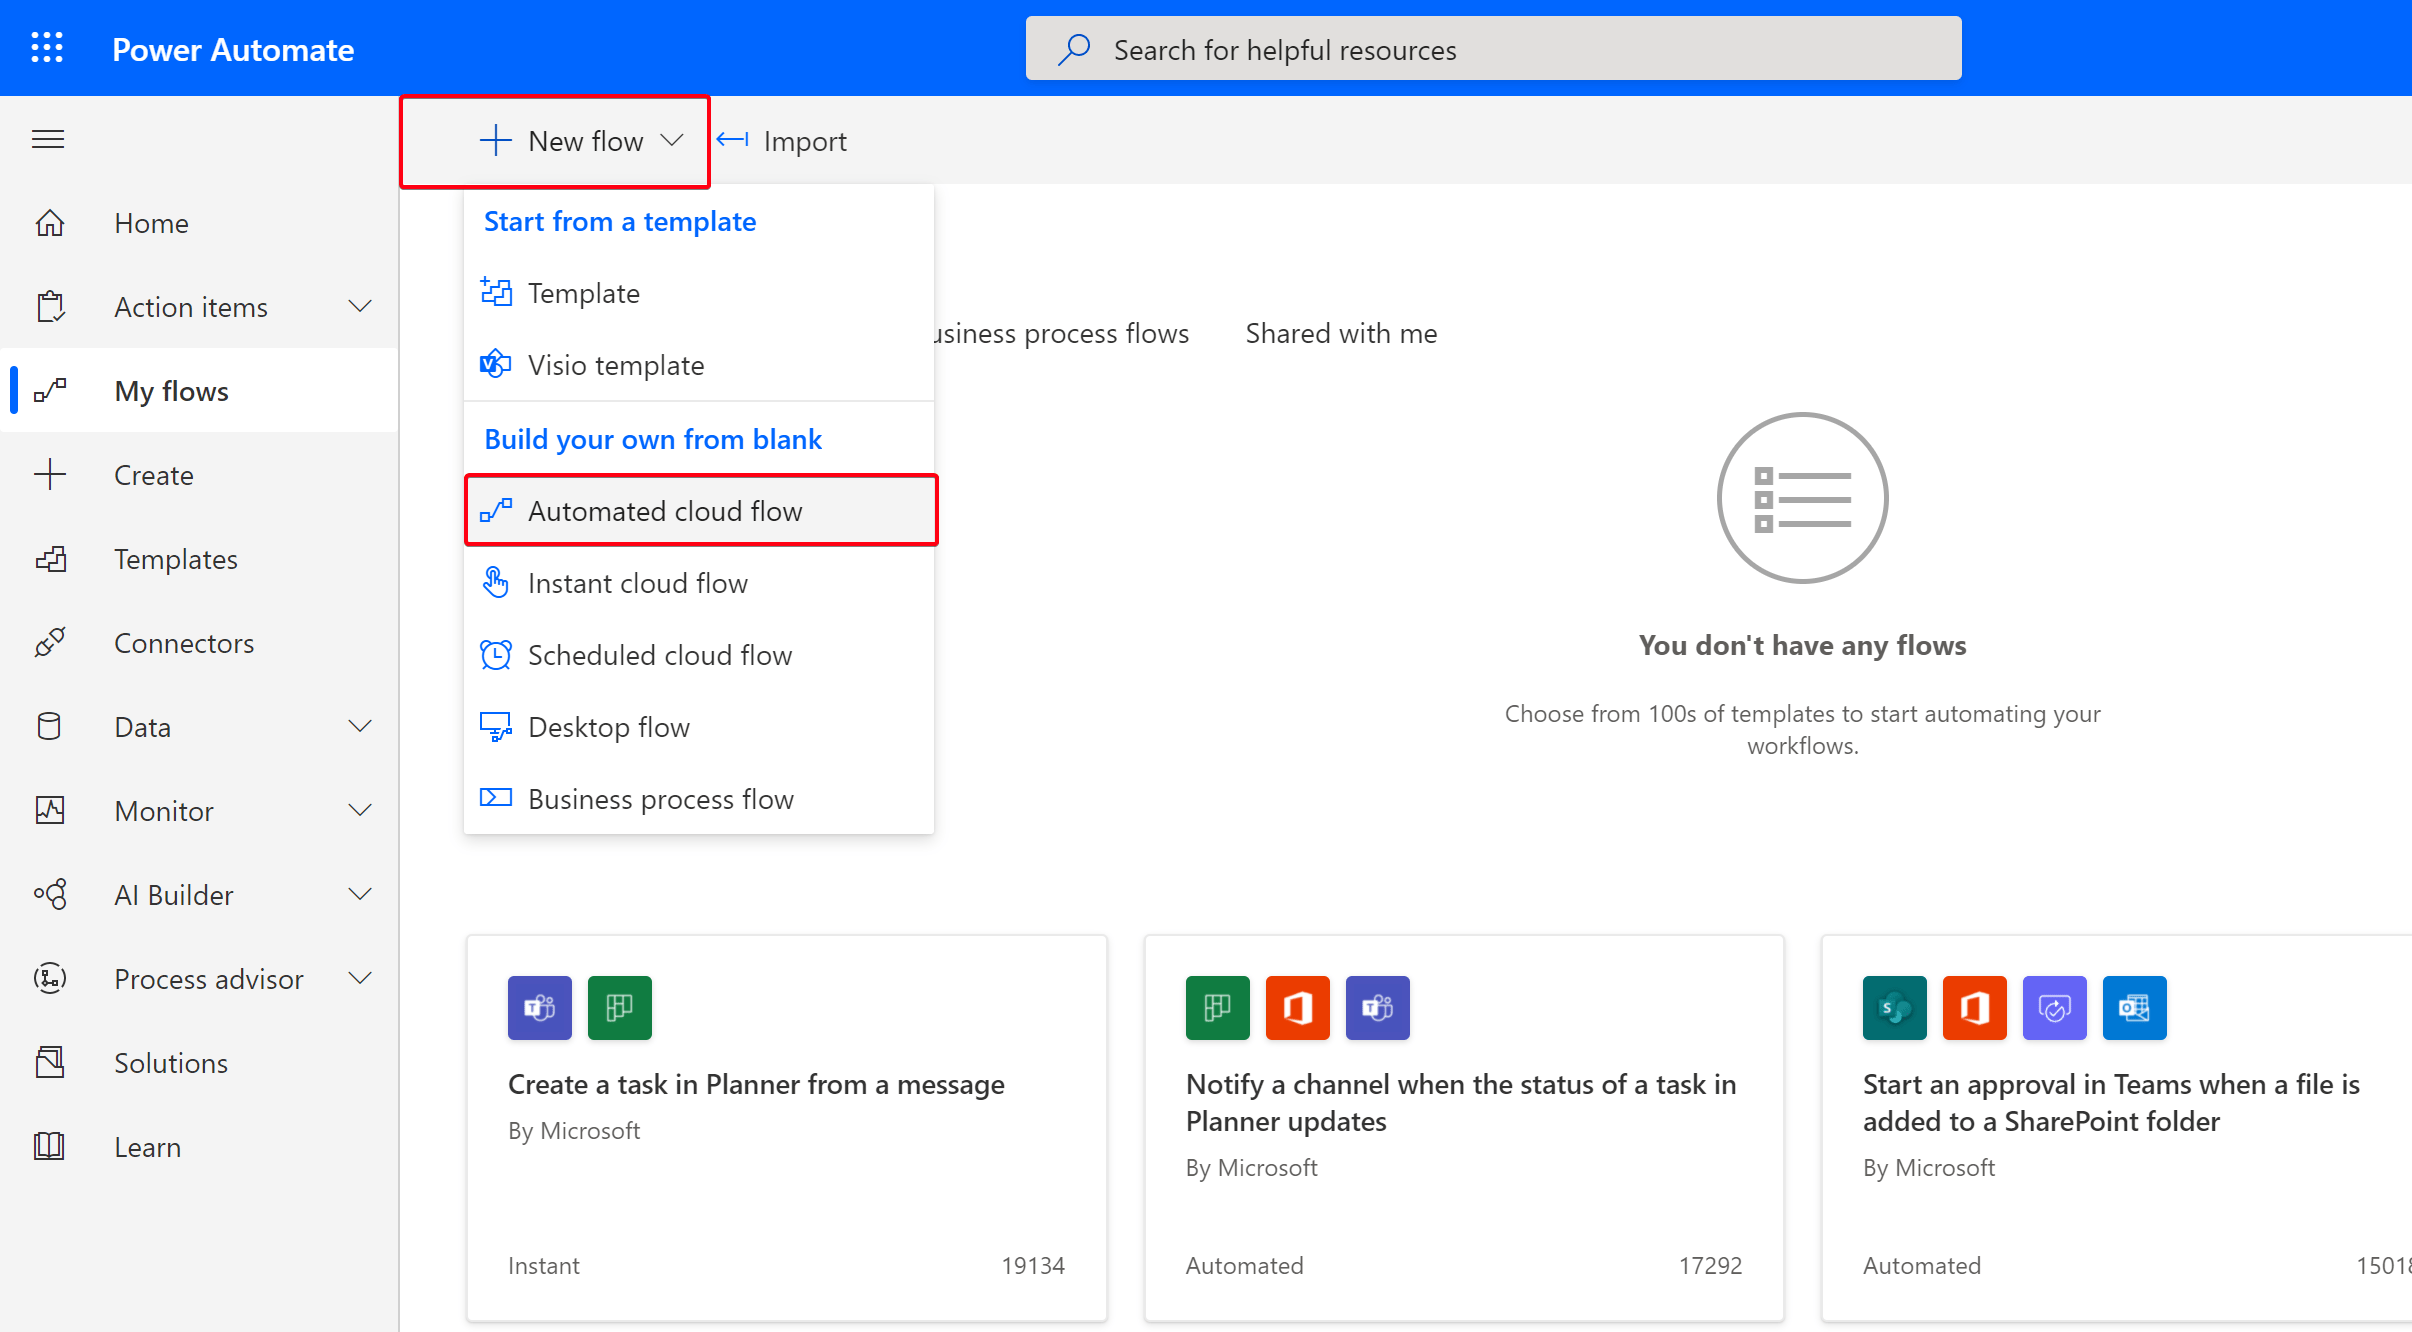 Power Automate
Search for helpful resources
New flow
Import
Home
Action items
My flows
Create
Templates
Connectors
Data
Monitor
AI Builder
Process advisor
Solutions
Learn
Start from a template
Template
Visio template
Build your own from blank
Automated cloud flow
Instant cloud flow
Scheduled cloud flow
Desktop flow
Business process flow
usiness process flows
Shared with me
You don't have any flows
Choose from 100s of templates to start automating your
workflows.
Create a task in Planner from a message
By Microsoft
Instant
19134
Notify a channel when the status of a task in
Planner updates
By Microsoft
Automated
17292
Start an approval in Teams when a file is
added to a SharePoint folder
By Microsoft
Automated